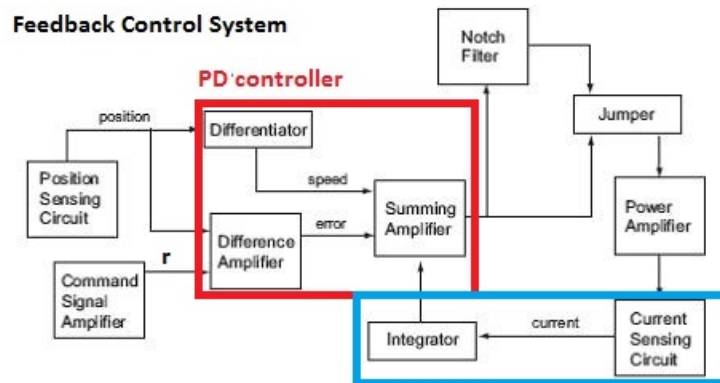 Feedback Control System
PD controller
Notch
Filter
position
Differentiator
Jumper
Position
Sensing
Circuit
speed
Summing
Amplifier
Power
Amplifier
error
Difference
Amplifier
r
Command
Signal
Amplifier
Integrator
current
Current
Sensing
Circuit